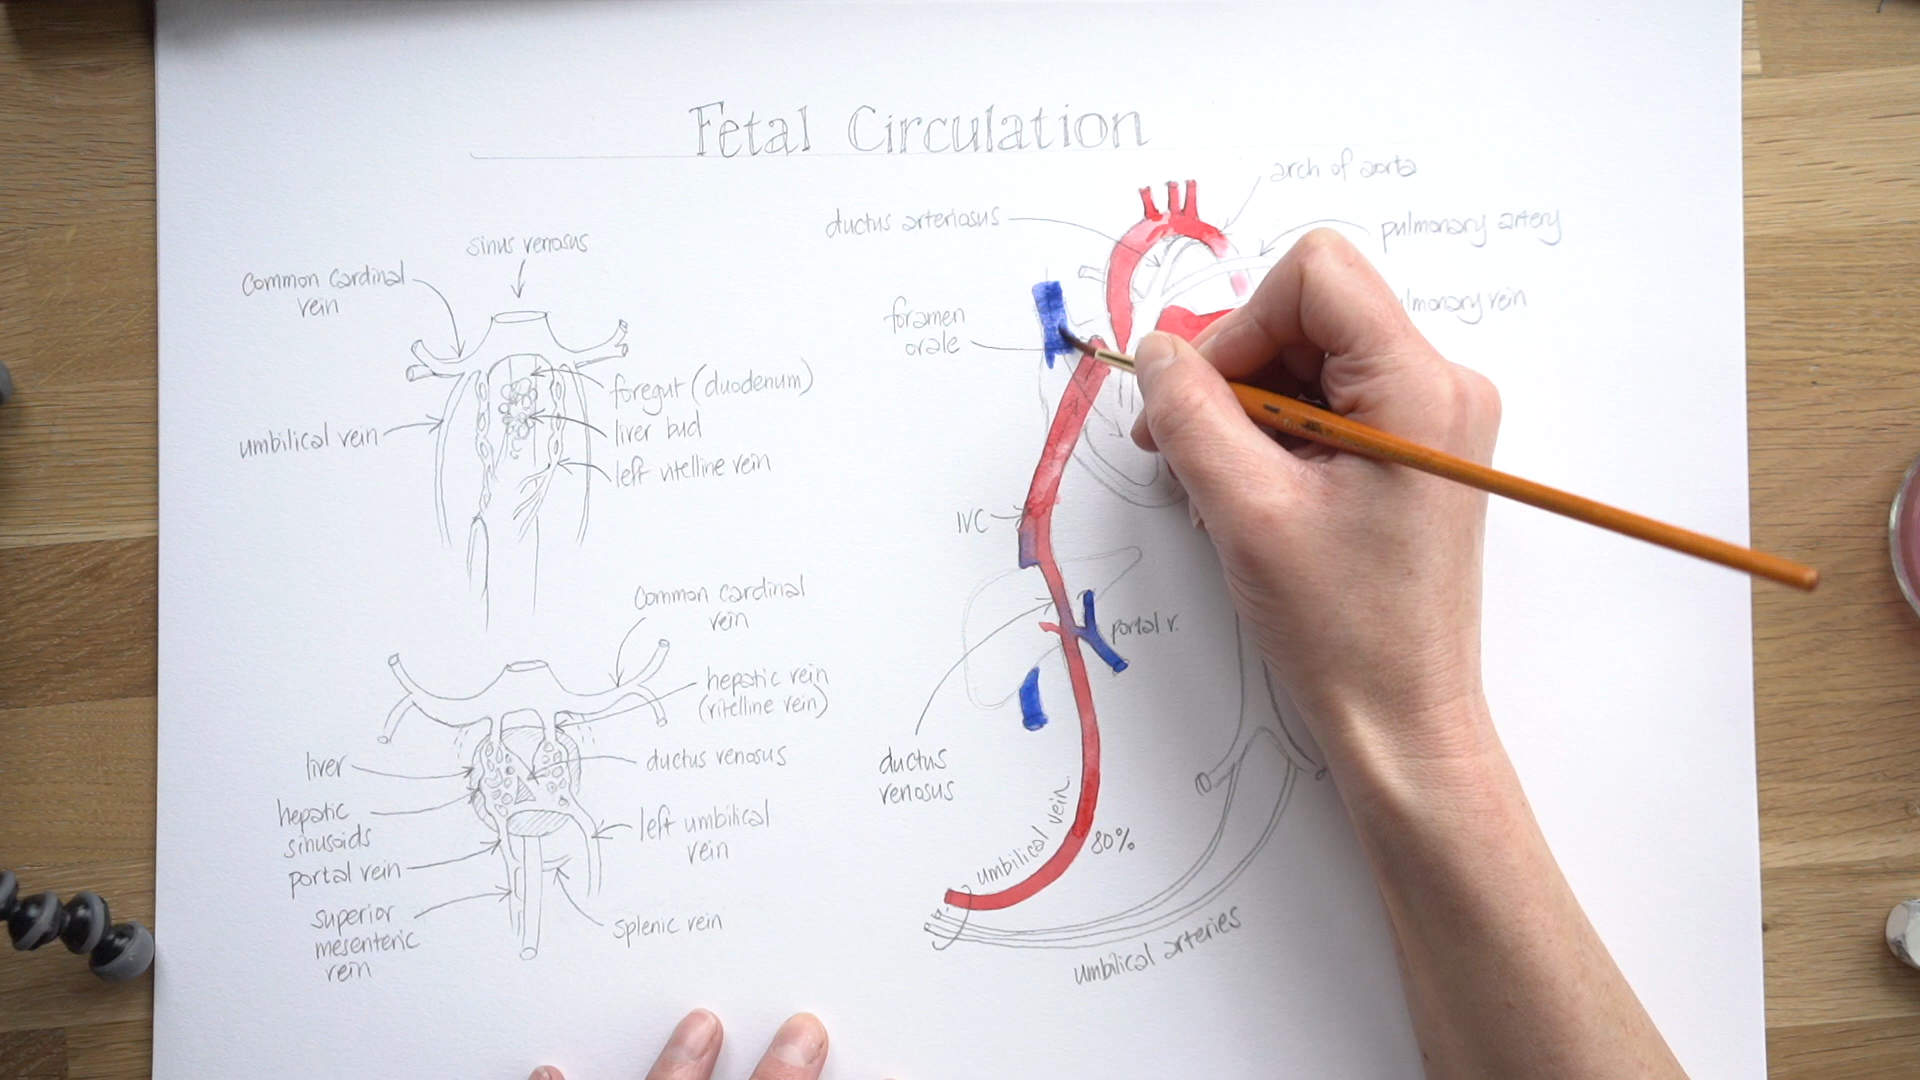 Fetal Circulation
sinus venosus
Common cardinal
vein
umbilical vein
foregut (duodenum)
liver bud
left vitelline vein
Common cardinal
vein
hepatic vein
(vitelline vein)
liver
ductus venosus
hepatic
sinusoids
left umbilical
vein
portal vein
superior
mesenteric
vein
splenic vein
arch of aorta
ductus arteriosus
pulmonary artery
foramen
ovale
vein
IVC
portal v.
ductus
venosus
umbilical vein
80%
umbilical arteries